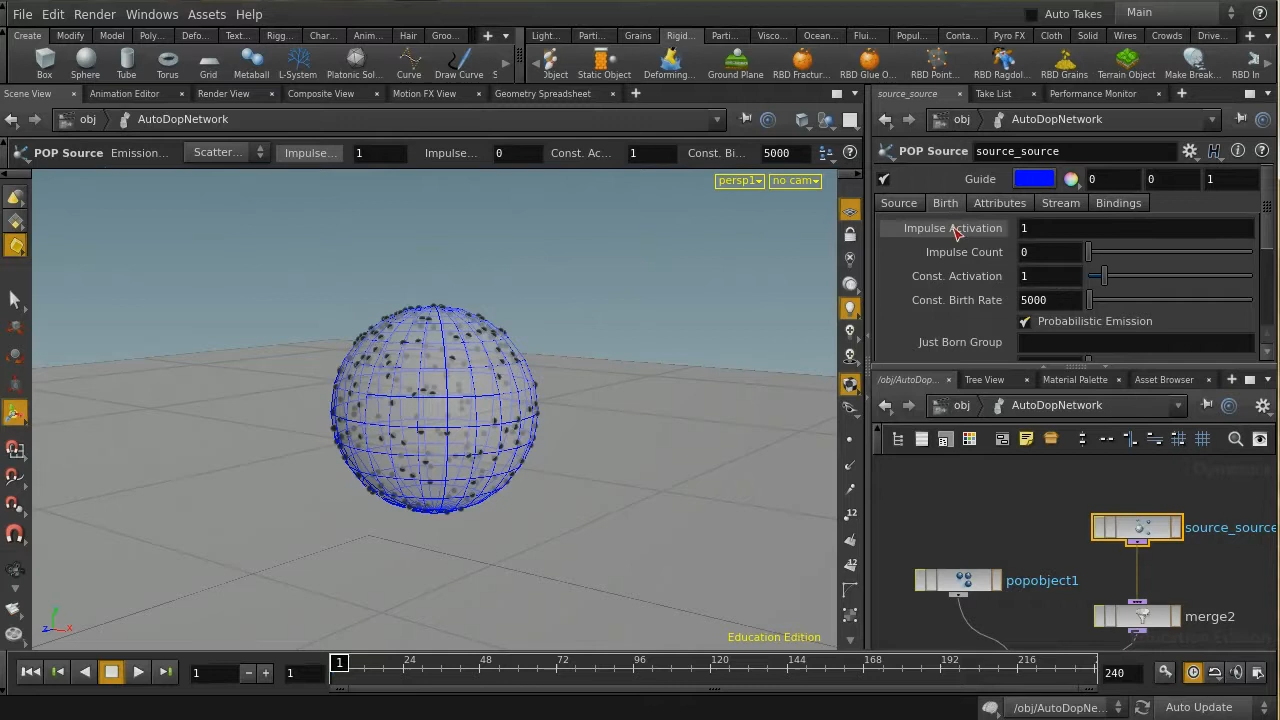 File Edit Render Windows Assets Help Auto Takes Main
Create Modify Model Poly... Defo... Text... Rigg... Char... Anim... Hair Groo...
Light... Parti... Grains Rigid... Parti... Visco... Ocean... Flui... Popul... Conta... Pyro FX Cloth Solid Wires Crowds Drive...
Box Sphere Tube Torus Grid Metaball L-System Platonic Sol... Curve Draw Curve S
Object Static Object Deforming... Ground Plane RBD Fractur... RBD Glue O... RBD Point... RBD Ragdol... RBD Grains Terrain Object Make Break... RBD In
Scene View Animation Editor Render View Composite View Motion FX View Geometry Spreadsheet
source_source Take List Performance Monitor
obj AutoDopNetwork
obj AutoDopNetwork
POP Source Emission... Scatter... Impulse... 1 Impulse... 0 Const. Ac... 1 Const. Bi... 5000
POP Source source_source
persp1 no cam
Guide 0 0 1
Source Birth Attributes Stream Bindings
Impulse Activation 1
Impulse Count 0
Const. Activation 1
Const. Birth Rate 5000
Probabilistic Emission
Just Born Group
/obj/AutoDop... Tree View Material Palette Asset Browser
obj AutoDopNetwork
12
12
source_source
popobject1
merge2
z x
Education Edition
1 1 1 24 48 72 96 120 144 168 192 216 240
/obj/AutoDopNe... Auto Update